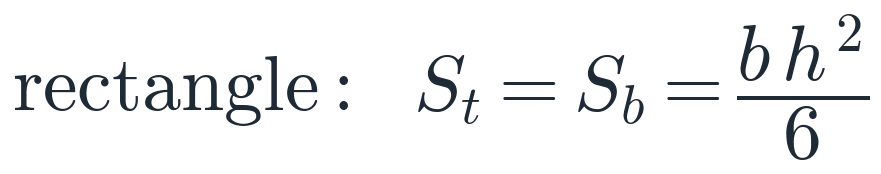 rectangle: S_t = S_b = \frac{b h^2}{6}